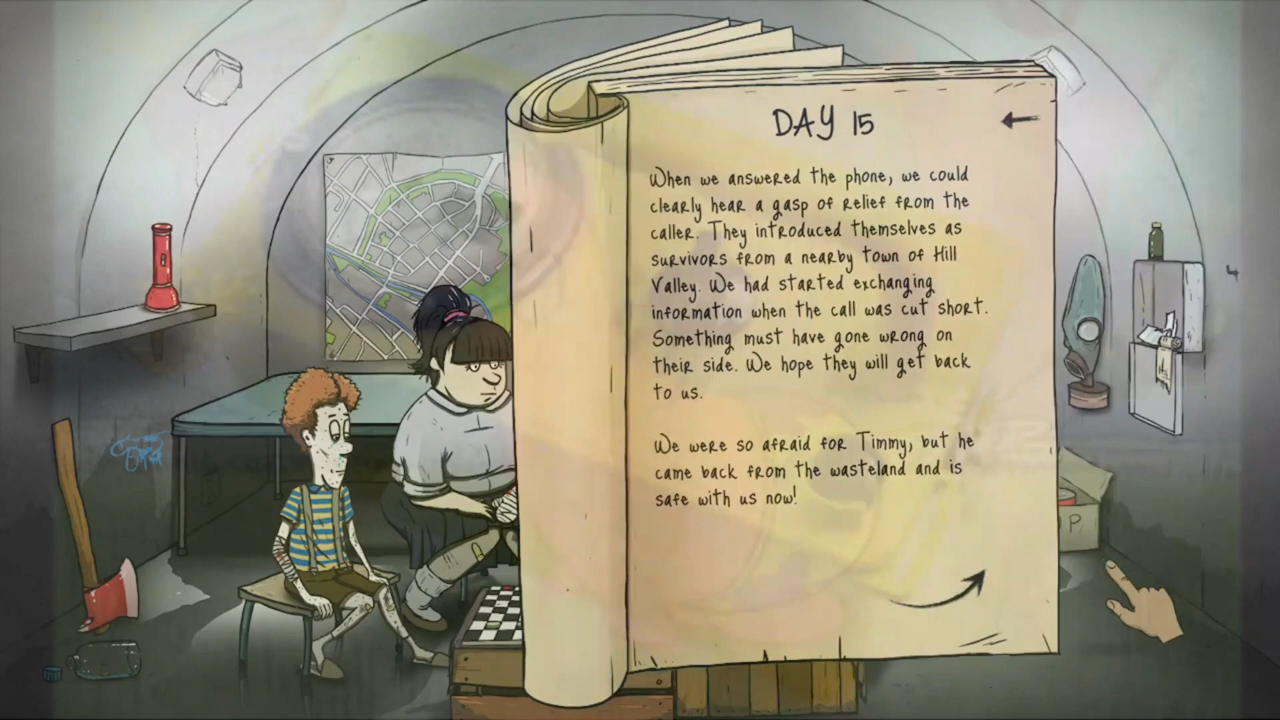 DAY 15
When we answered the phone, we could
clearly hear a gasp of relief from the
caller. They introduced themselves as
survivors from a nearby town of Hill
Valley. We had started exchanging
information when the call was cut short.
Something must have gone wrong on
their side. We hope they will get back
to us.
We were so afraid for Timmy, but he
came back from the wasteland and is
safe with us now!
P